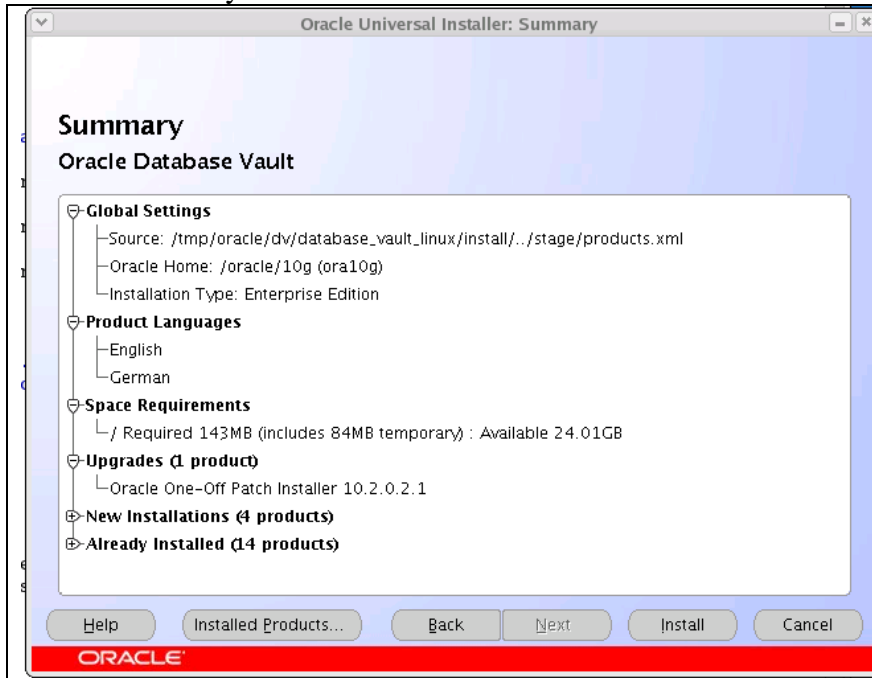 Oracle Universal Installer: Summary
Summary
Oracle Database Vault
Global Settings
Source: /tmp/oracle/dv/database_vault_linux/install/../stage/products.xml
Oracle Home: /oracle/10g (ora10g)
Installation Type: Enterprise Edition
Product Languages
English
German
Space Requirements
/ Required 143MB (includes 84MB temporary) : Available 24.01GB
Upgrades (1 product)
Oracle One-Off Patch Installer 10.2.0.2.1
New Installations (4 products)
Already Installed (14 products)
Help Installed Products... Back Next Install Cancel
ORACLE